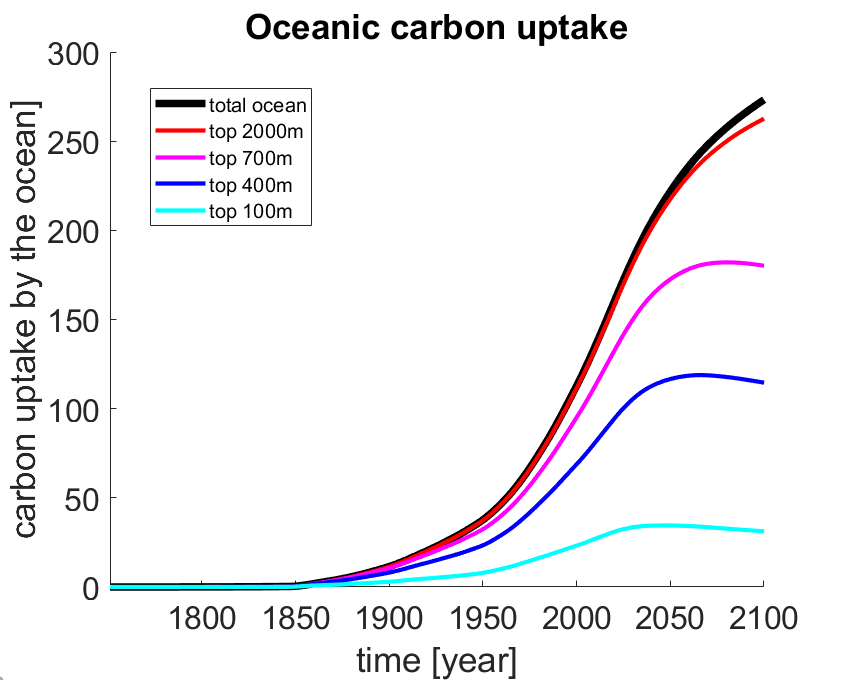 Oceanic carbon uptake
carbon uptake by the ocean]
300
250
200
150
100
50
0
total ocean
top 2000m
top 700m
top 400m
top 100m
1800 1850 1900 1950 2000 2050 2100
time [year]